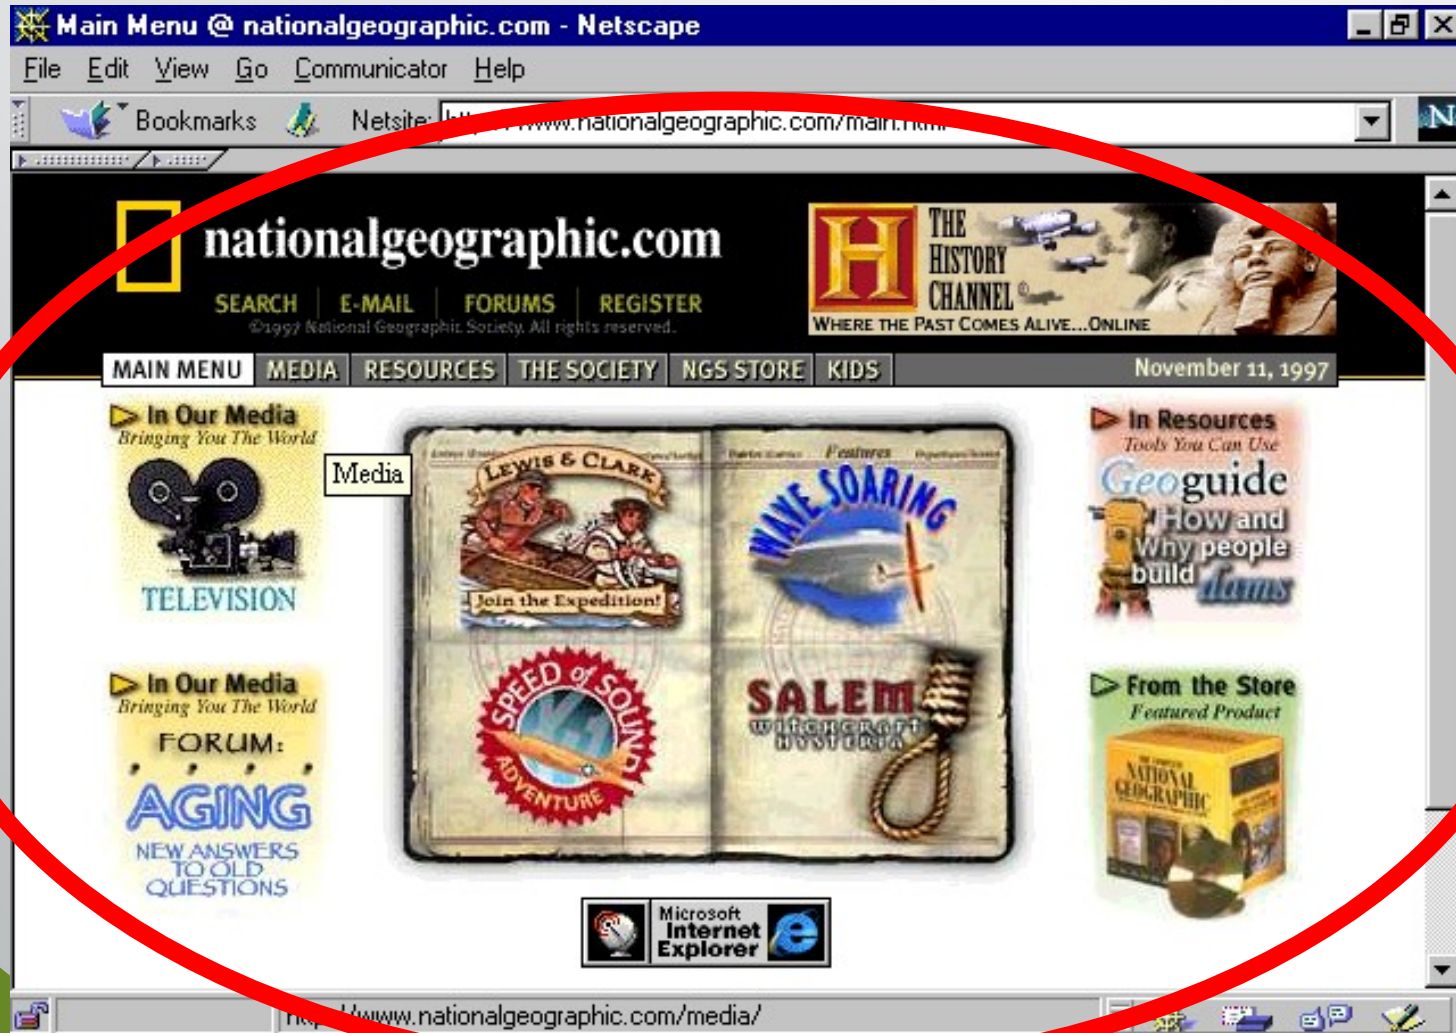 Main Menu @ nationalgeographic.com - Netscape
File Edit View Go Communicator Help
Bookmarks Netsite: www.nationalgeographic.com/main.html
N
nationalgeographic.com
SEARCH E-MAIL FORUMS REGISTER
©1997 National Geographic Society. All rights reserved.
H THE
HISTORY
CHANNEL
WHERE THE PAST COMES ALIVE...ONLINE
MAIN MENU MEDIA RESOURCES THE SOCIETY NGS STORE KIDS November 11, 1997
In Our Media
Bringing You The World
TELEVISION
Media
In Our Media
Bringing You The World
FORUM:
AGING
NEW ANSWERS
TO OLD
QUESTIONS
Features
LEWIS & CLARK
Join the Expedition!
WAVE SOARING
SPEED of SOUND
ADVENTURE
SALEM
WITCHCRAFT
HYSTERIA
In Resources
Tools You Can Use
Geoguide
How and
Why people
build dams
From the Store
Featured Product
NATIONAL
GEOGRAPHIC
Microsoft
Internet
Explorer
www.nationalgeographic.com/media/